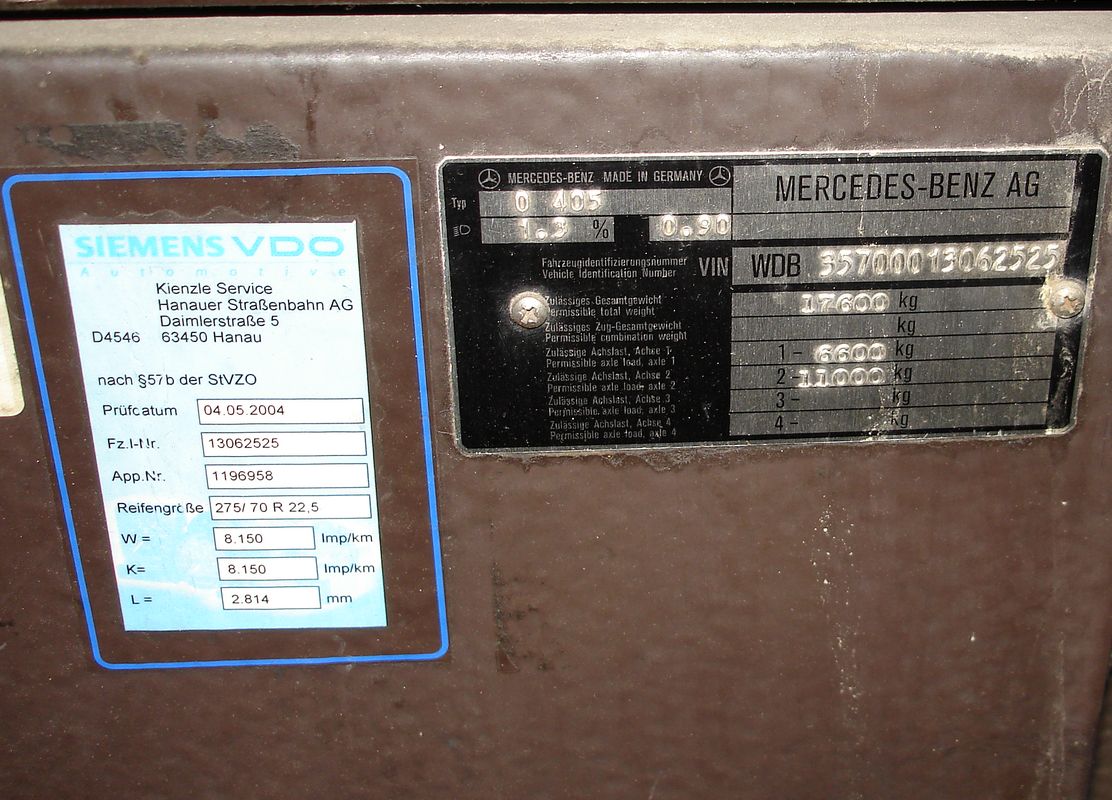 SIEMENS VDO
Automotive
Kienzle Service
Hanauer Straßenbahn AG
Daimlerstraße 5
D4546 63450 Hanau
nach §57b der StVZO
Prüfdatum 04.05.2004
Fz.I-Nr. 13062525
App.Nr. 1196958
Reifengröße 275/ 70 R 22,5
W = 8.150 Imp/km
K= 8.150 Imp/km
L = 2.814 mm
MERCEDES-BENZ MADE IN GERMANY
MERCEDES-BENZ AG
Typ O 405
1.3 % 0.90
Fahrzeugidentifizierungsnummer
Vehicle Identification Number
VIN WDB 35700013062525
Zulässiges Gesamtgewicht
Permissible total weight
17600 kg
Zulässiges Zug-Gesamtgewicht
Permissible combination weight
kg
Zulässige Achslast, Achse 1
Permissible axle load, axle 1
1 - 6600 kg
Zulässige Achslast, Achse 2
Permissible axle load, axle 2
2 - 11000 kg
Zulässige Achslast, Achse 3
Permissible axle load, axle 3
3 - kg
Zulässige Achslast, Achse 4
Permissible axle load, axle 4
4 - kg